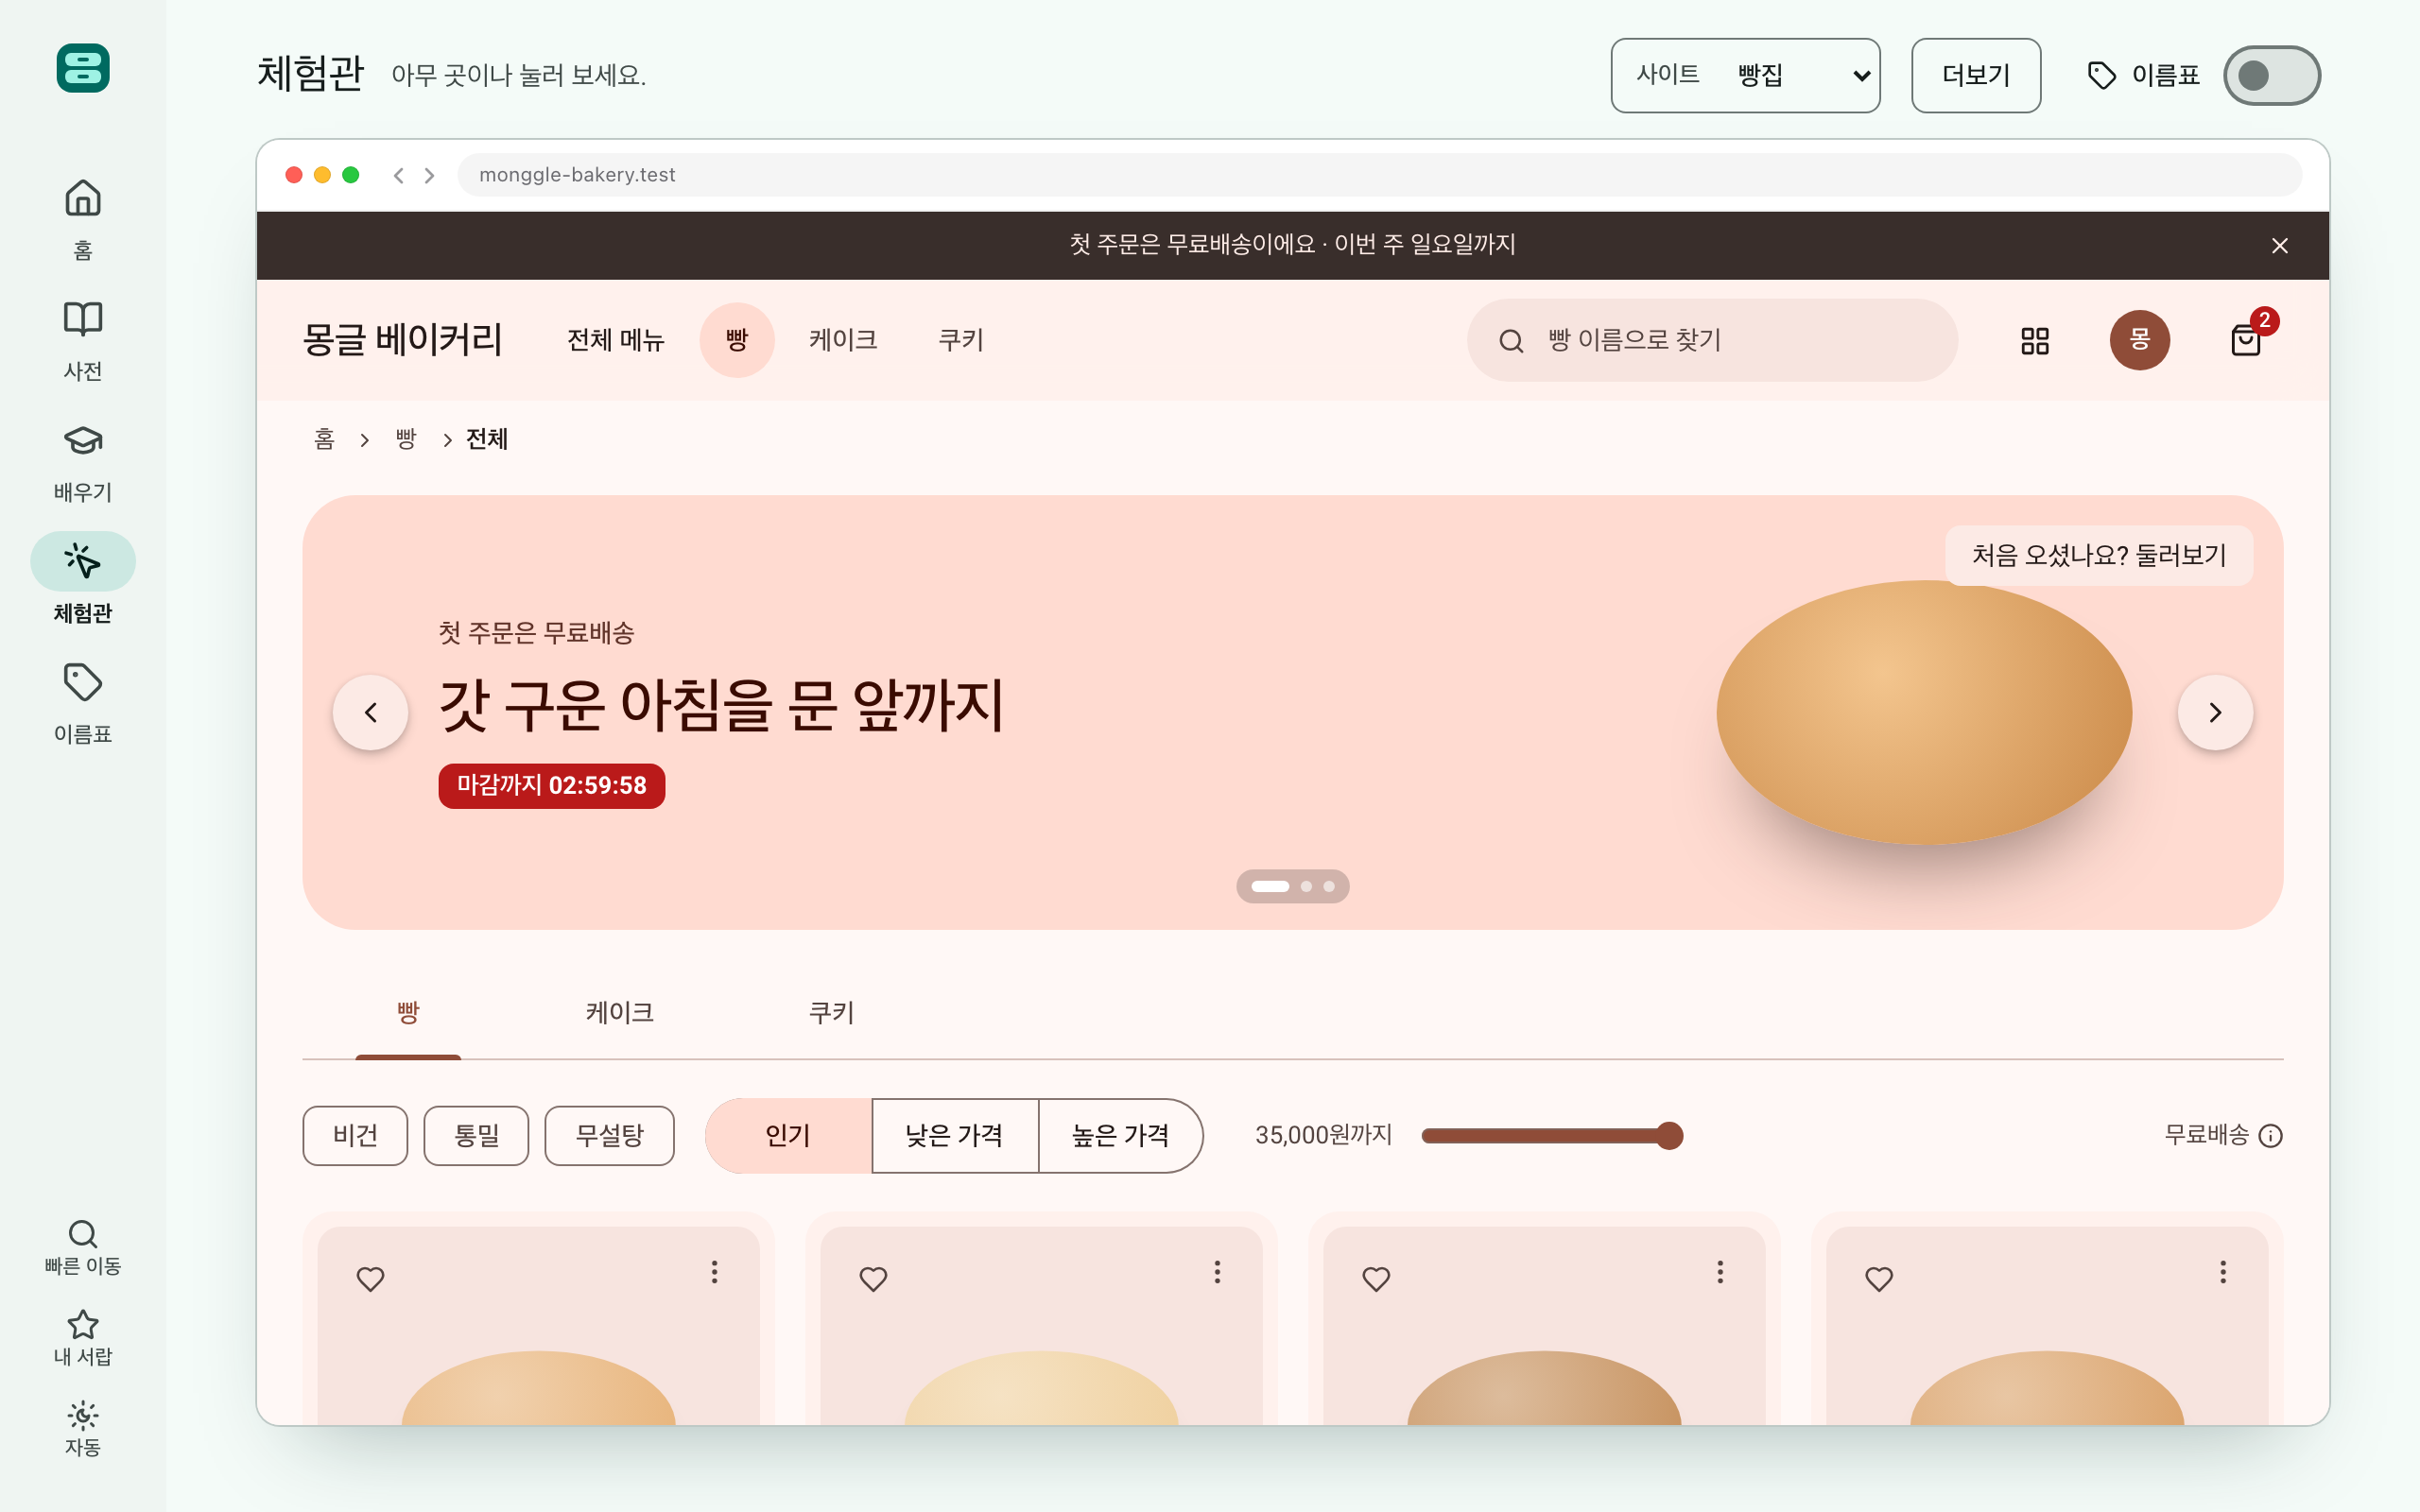 체험관
아무 곳이나 눌러 보세요.
사이트 빵집
더보기
이름표
홈
사전
배우기
체험관
이름표
빠른 이동
내 서랍
자동
monggle-bakery.test
첫 주문은 무료배송이에요 · 이번 주 일요일까지
몽글 베이커리
전체 메뉴
빵
케이크
쿠키
빵 이름으로 찾기
몽
2
홈 빵 전체
처음 오셨나요? 둘러보기
첫 주문은 무료배송
갓 구운 아침을 문 앞까지
마감까지 02:59:58
빵
케이크
쿠키
비건
통밀
무설탕
인기
낮은 가격
높은 가격
35,000원까지
무료배송